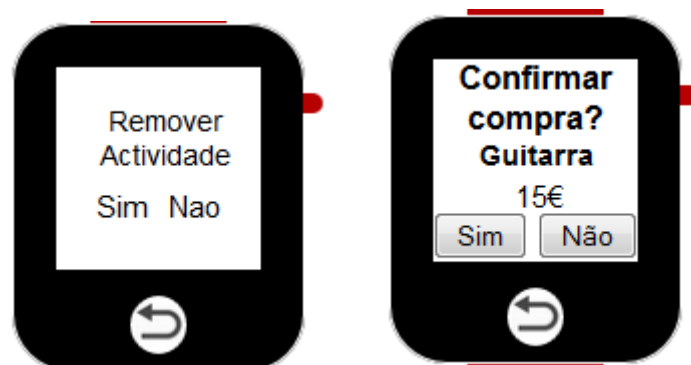 Remover
Actividade
Sim Nao
Confirmar
compra?
Guitarra
15€
Sim Não